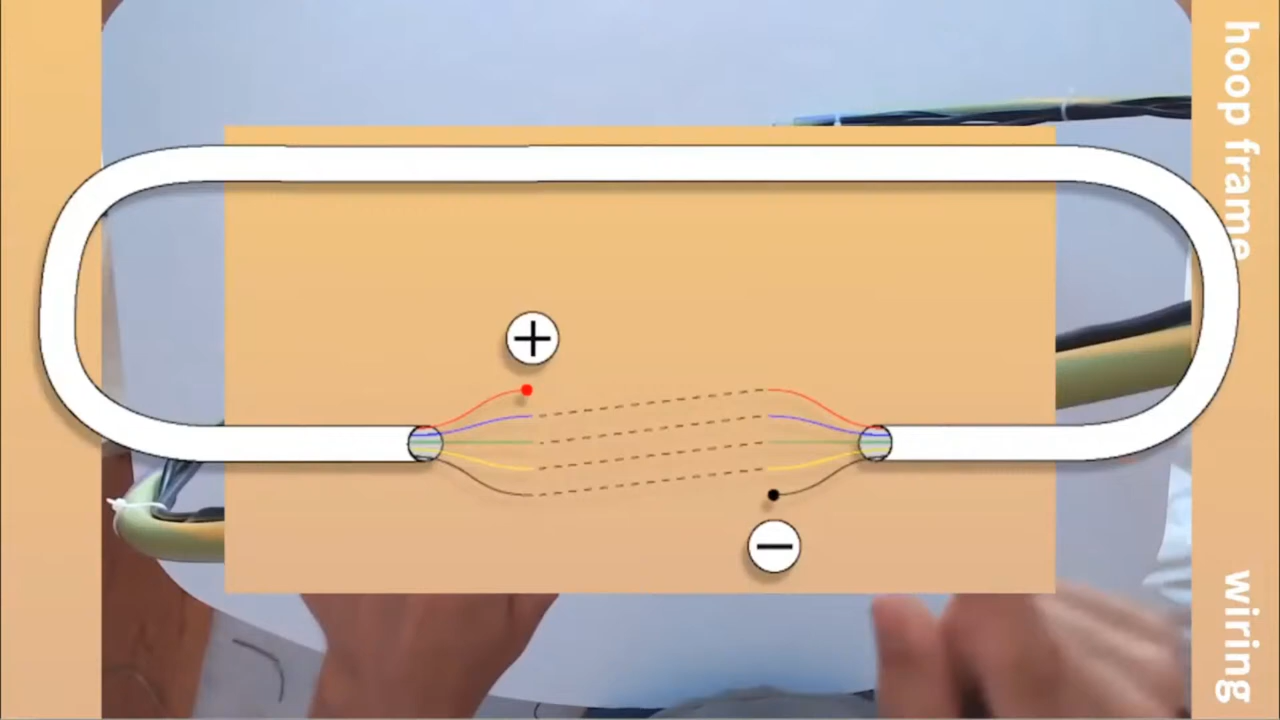 hoop frame
wiring
+
−